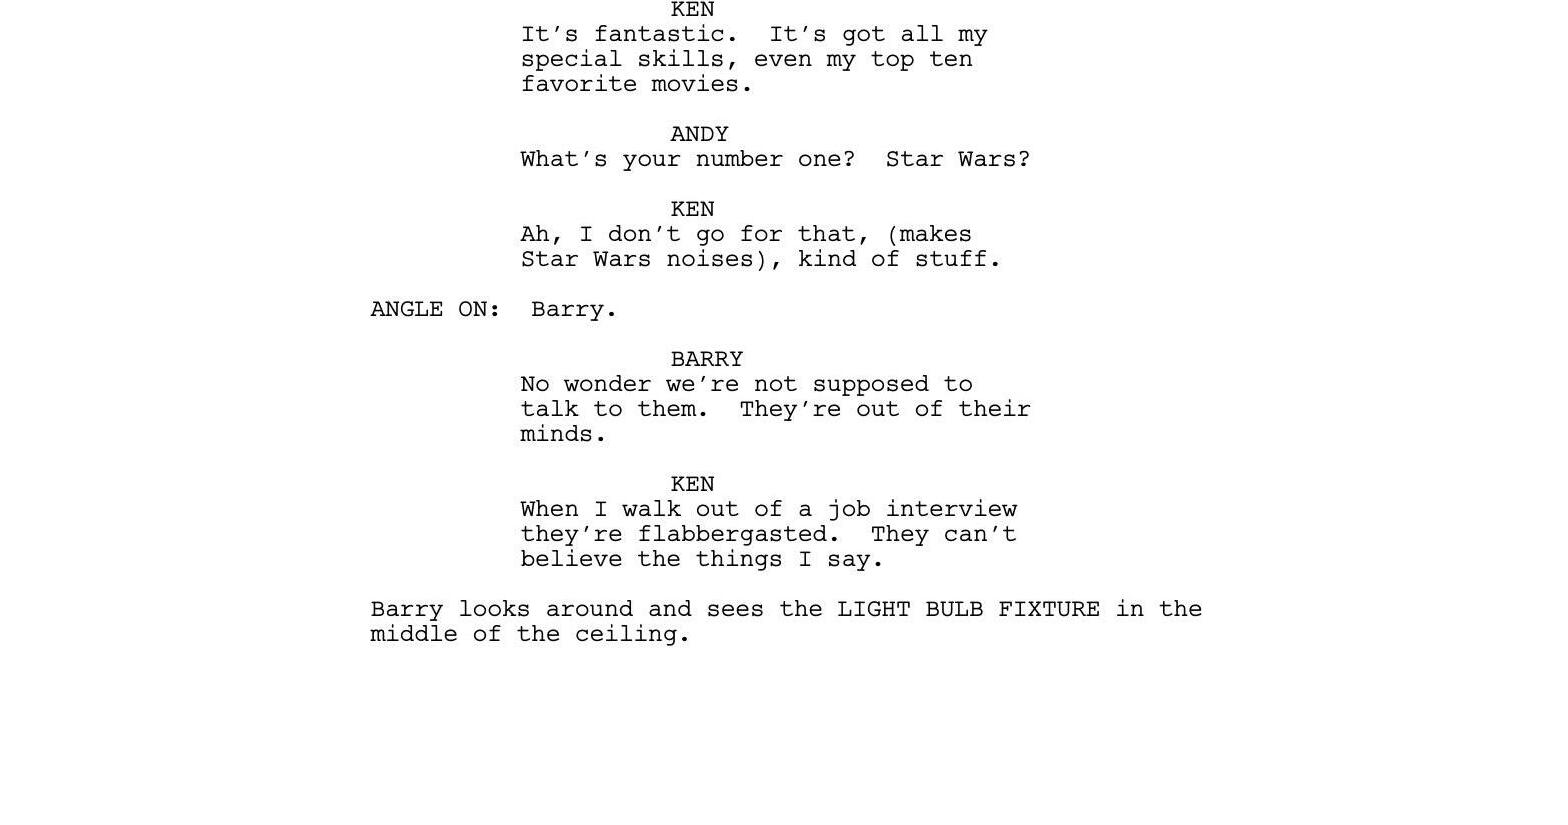 KEN
It's fantastic.  It's got all my
special skills, even my top ten
favorite movies.
ANDY
What's your number one?  Star Wars?
KEN
Ah, I don't go for that, (makes
Star Wars noises), kind of stuff.
ANGLE ON:  Barry.
BARRY
No wonder we're not supposed to
talk to them.  They're out of their
minds.
KEN
When I walk out of a job interview
they're flabbergasted.  They can't
believe the things I say.
Barry looks around and sees the LIGHT BULB FIXTURE in the
middle of the ceiling.